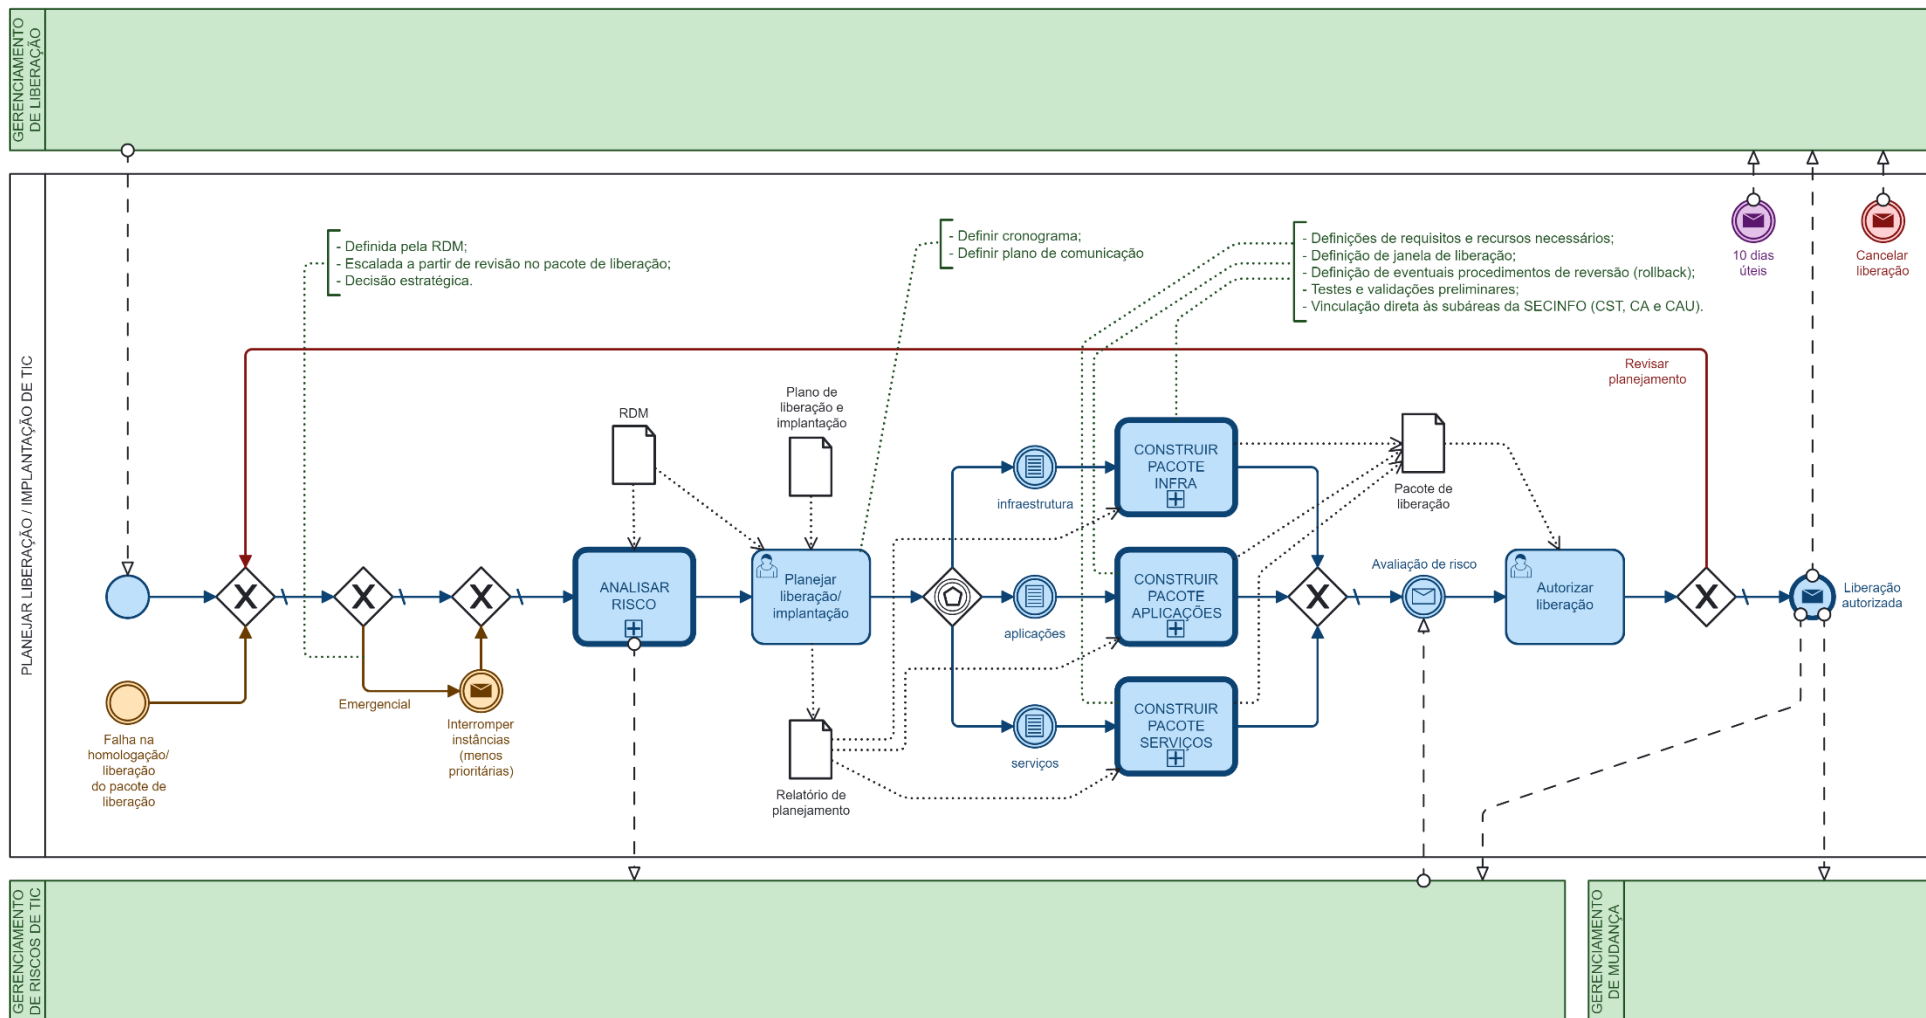 GERENCIAMENTO
DE LIBERAÇÃO
PLANEJAR LIBERAÇÃO / IMPLANTAÇÃO DE TIC
- Definida pela RDM;
- Escalada a partir de revisão no pacote de liberação;
- Decisão estratégica.
- Definir cronograma;
- Definir plano de comunicação
- Definições de requisitos e recursos necessários;
- Definição de janela de liberação;
- Definição de eventuais procedimentos de reversão (rollback);
- Testes e validações preliminares;
- Vinculação direta às subáreas da SECINFO (CST, CA e CAU).
10 dias
úteis
Cancelar
liberação
Revisar
planejamento
RDM
Plano de
liberação e
implantação
CONSTRUIR
PACOTE
INFRA
infraestrutura
Pacote de
liberação
ANALISAR
RISCO
Planejar
liberação/
implantação
aplicações
CONSTRUIR
PACOTE
APLICAÇÕES
Avaliação de risco
Autorizar
liberação
Liberação
autorizada
Falha na
homologação/
liberação
do pacote de
liberação
Emergencial
Interromper
instâncias
(menos
prioritárias)
Relatório de
planejamento
serviços
CONSTRUIR
PACOTE
SERVIÇOS
GERENCIAMENTO
DE RISCOS DE TIC
GERENCIAMENTO
DE MUDANÇA